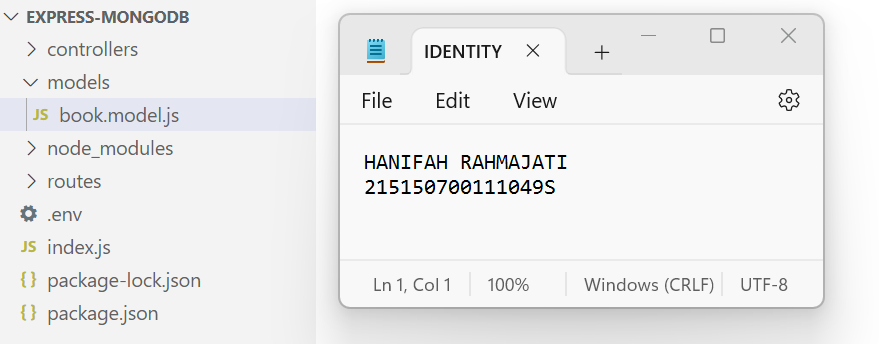 EXPRESS-MONGODB
controllers
models
JS book.model.js
node_modules
routes
.env
JS index.js
{} package-lock.json
{} package.json
IDENTITY
File Edit View
HANIFAH RAHMAJATI
215150700111049S
Ln 1, Col 1 100% Windows (CRLF) UTF-8